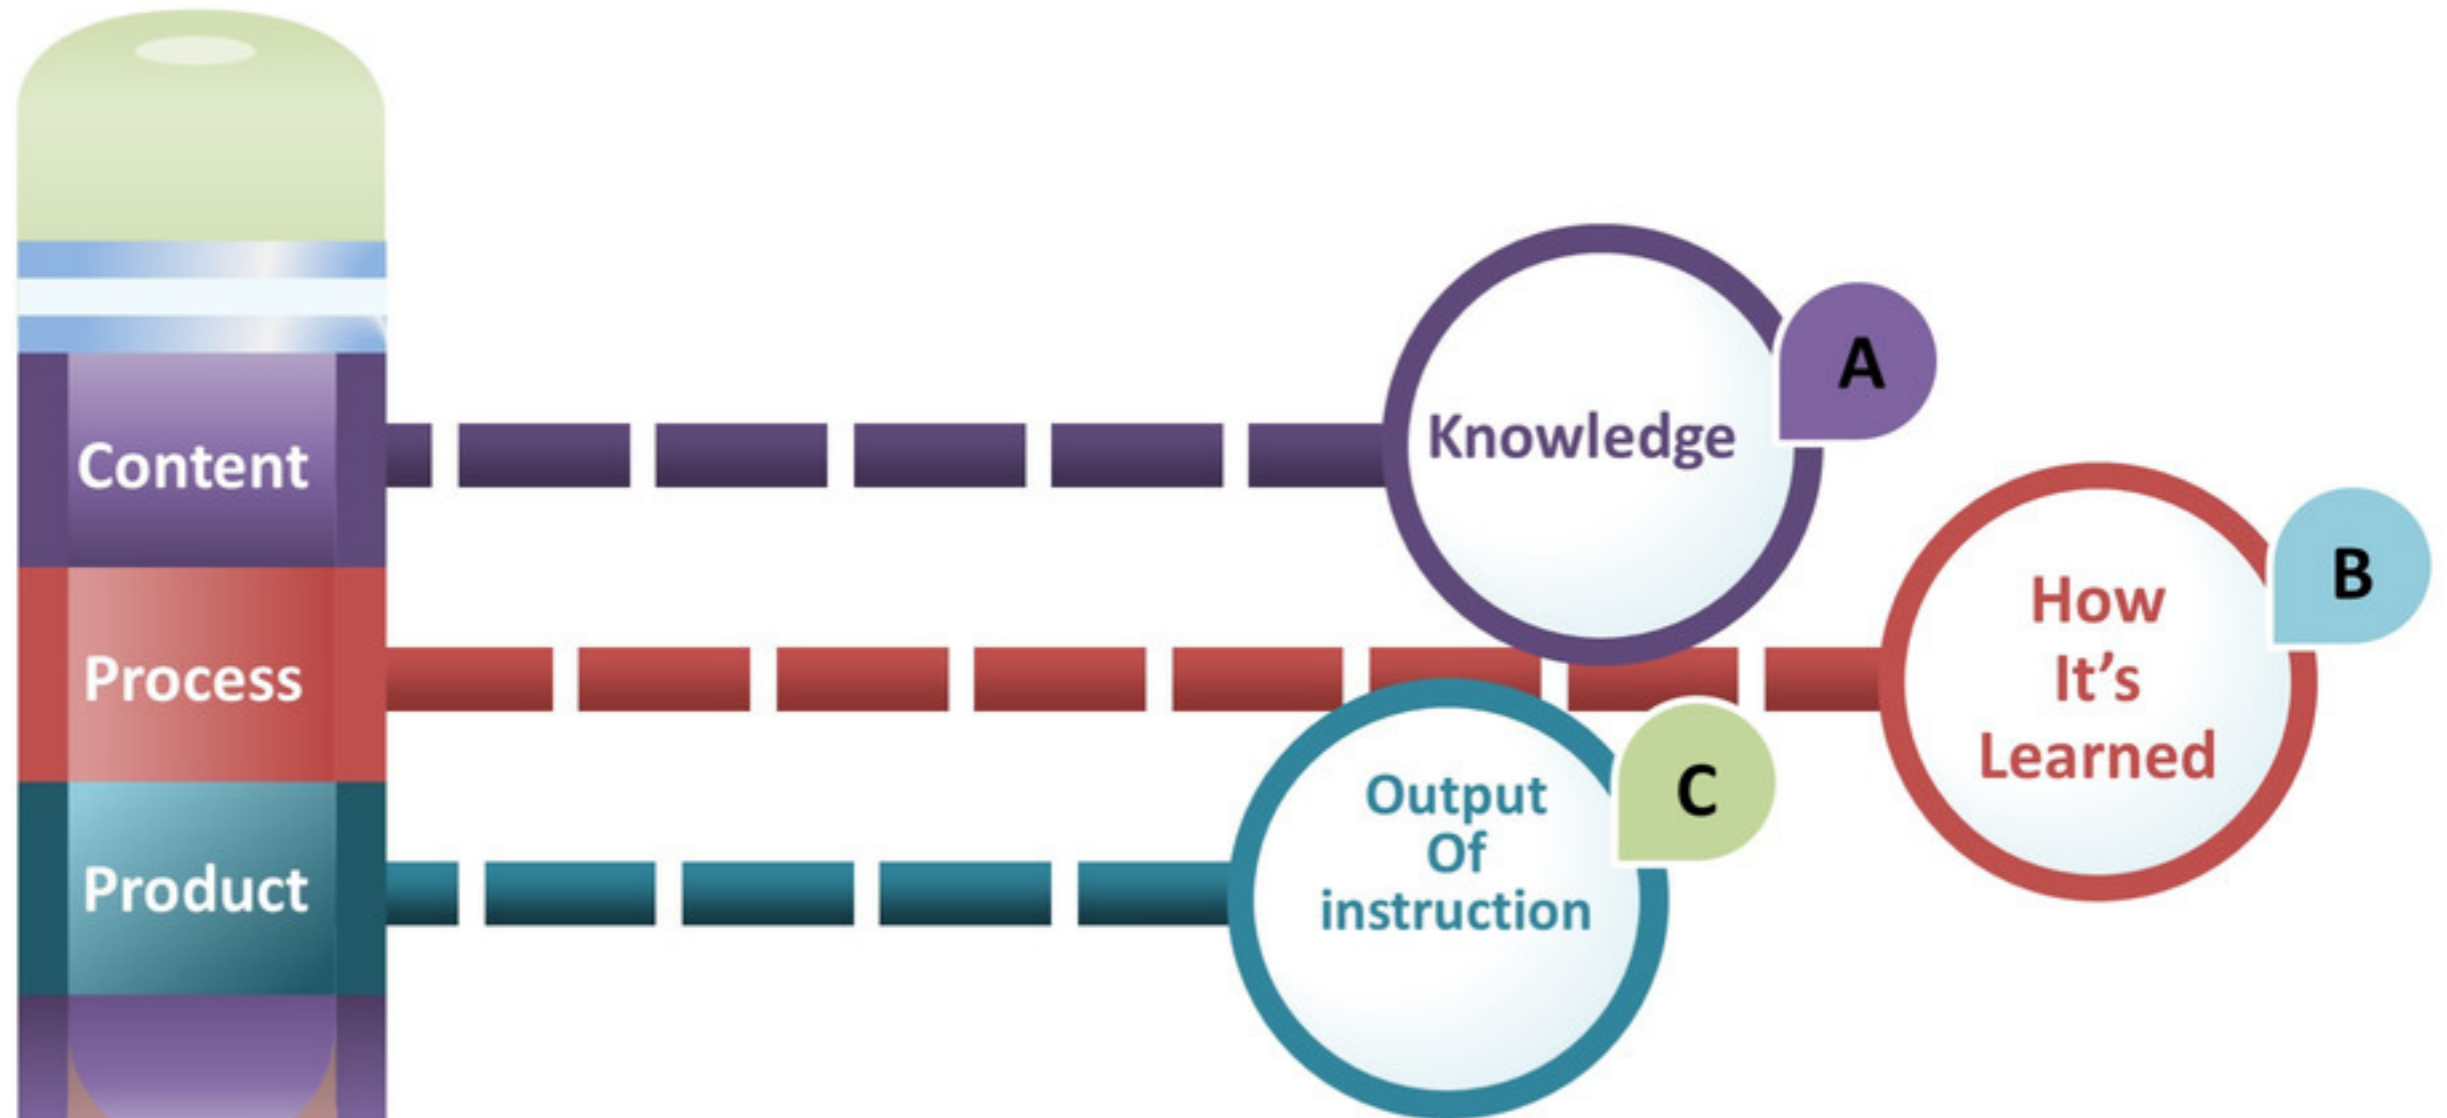 Content
Knowledge
A
Process
How
It's
Learned
B
Product
Output
Of
instruction
C